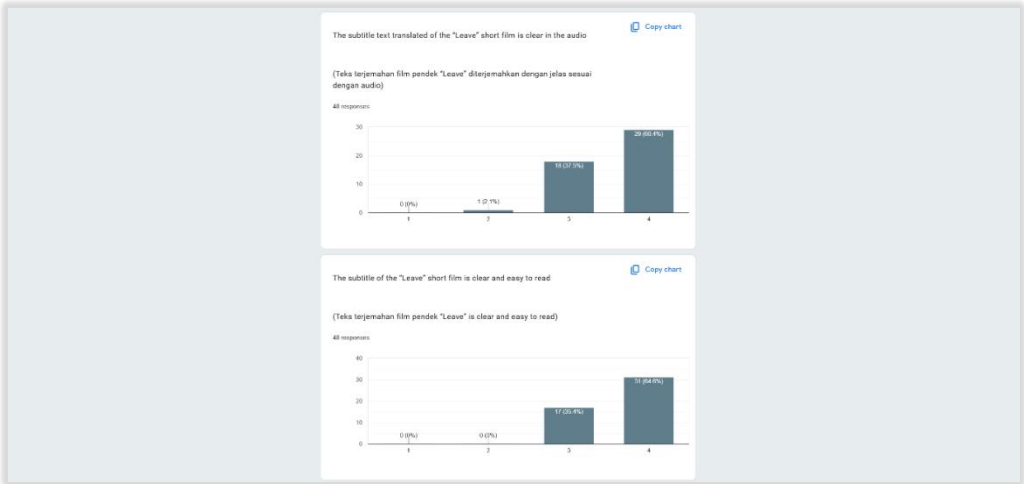 Copy chart
The subtitle text translated of the "Leave" short film is clear in the audio
(Teks terjemahan film pendek "Leave" diterjemahkan dengan jelas sesuai
dengan audio)
48 responses
30
20
10
0
0 (0%)
1 (2.1%)
18 (37.5%)
29 (60.4%)
1
2
3
4
Copy chart
The subtitle of the "Leave" short film is clear and easy to read
(Teks terjemahan film pendek "Leave" is clear and easy to read)
48 responses
40
30
20
10
0
0 (0%)
0 (0%)
17 (35.4%)
31 (64.6%)
1
2
3
4